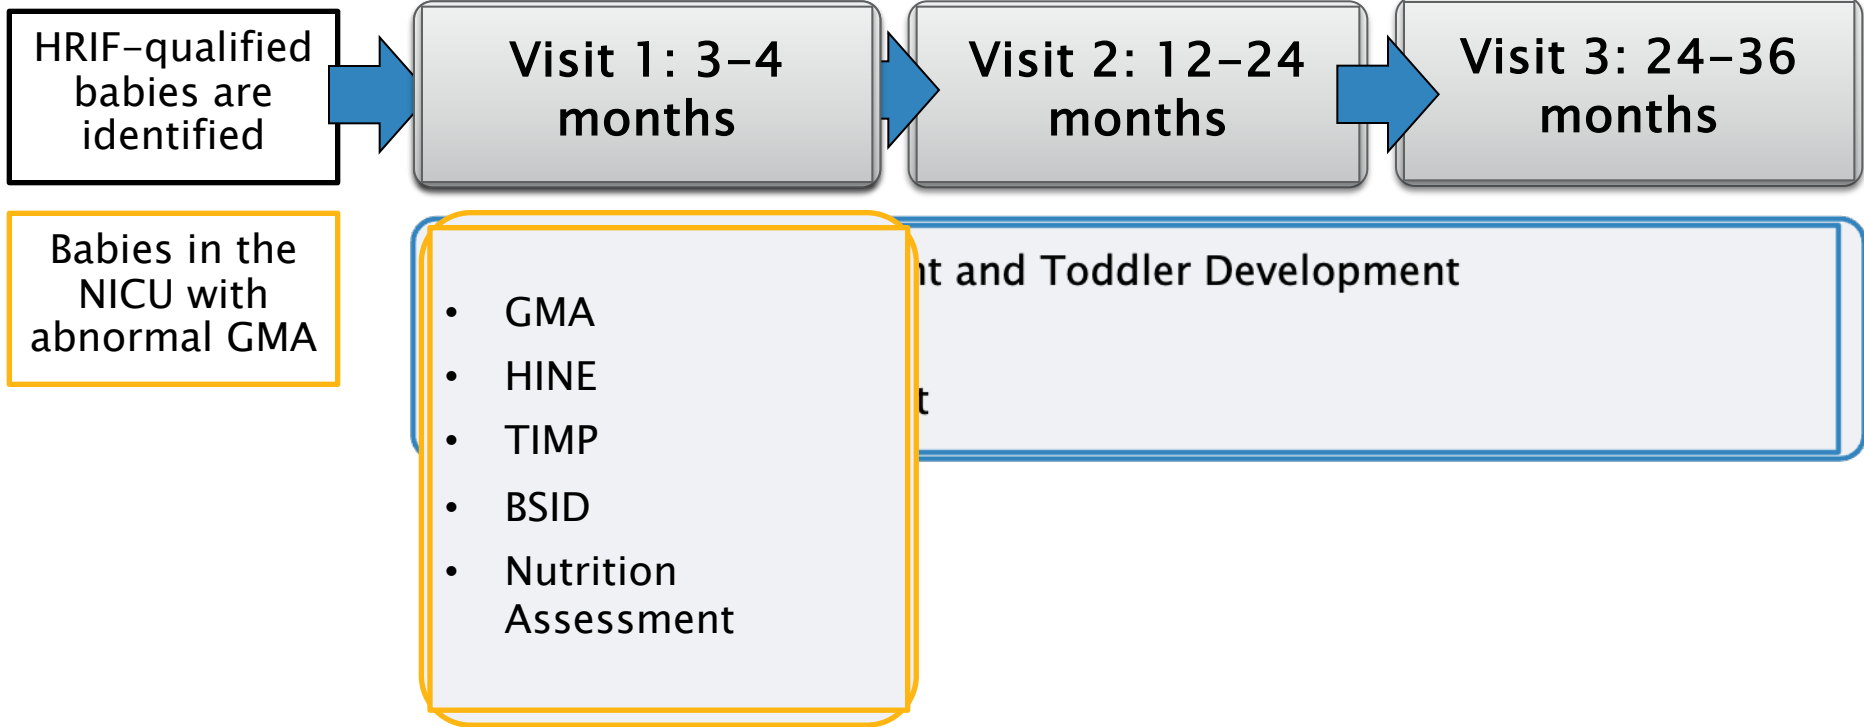 HRIF-qualified
babies are
identified
Visit 1: 3-4
months
Visit 2: 12-24
months
Visit 3: 24-36
months
Babies in the
NICU with
abnormal GMA
• GMA
• HINE
• TIMP
• BSID
• Nutrition
Assessment
and Toddler Development